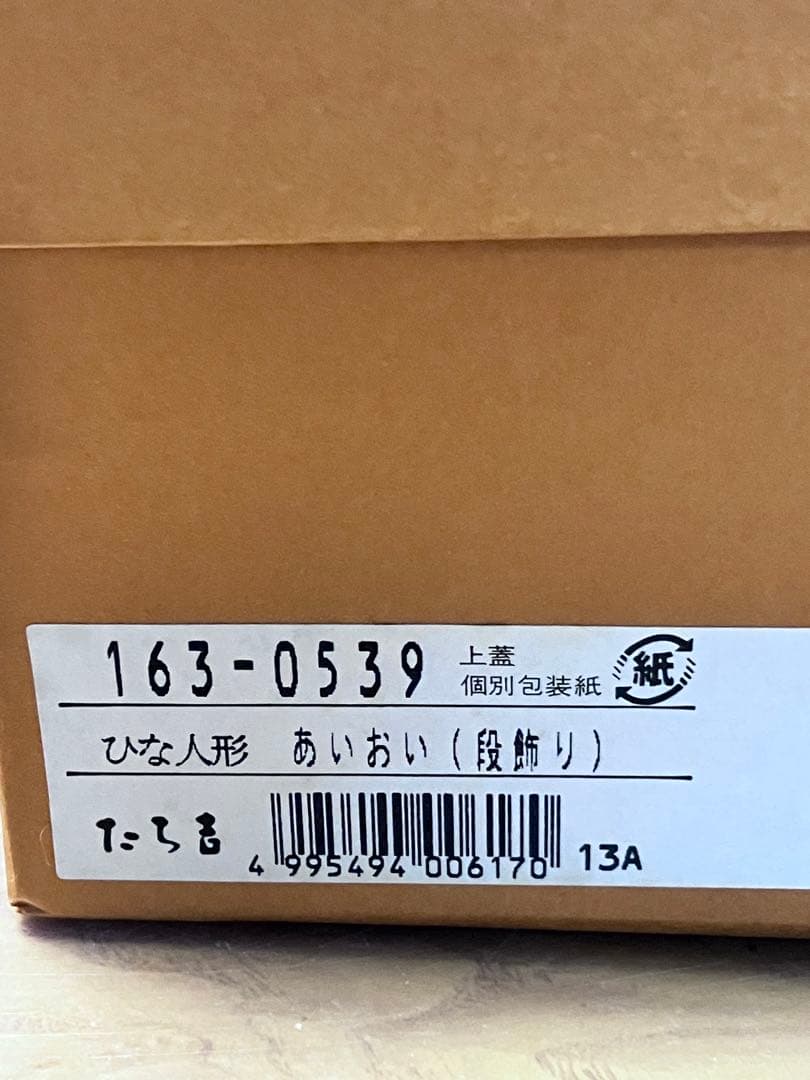 163-0539
上蓋
個別包装紙
紙
ひな人形 あいおい(段飾り)
たち吉
4 995494 006170 13A